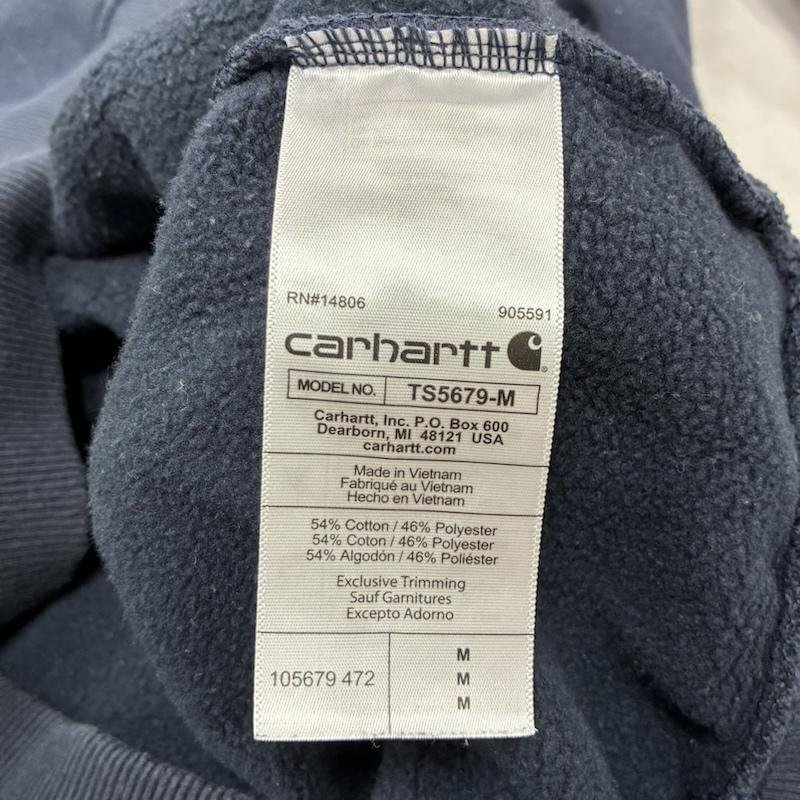 RN#14806
905591
carhartt
MODEL NO. TS5679-M
Carhartt, Inc. P.O. Box 600
Dearborn, MI 48121 USA
carhartt.com
Made in Vietnam
Fabriqué au Vietnam
Hecho en Vietnam
54% Cotton / 46% Polyester
54% Coton / 46% Polyester
54% Algodón / 46% Poliéster
Exclusive Trimming
Sauf Garnitures
Excepto Adorno
105679 472
M
M
M